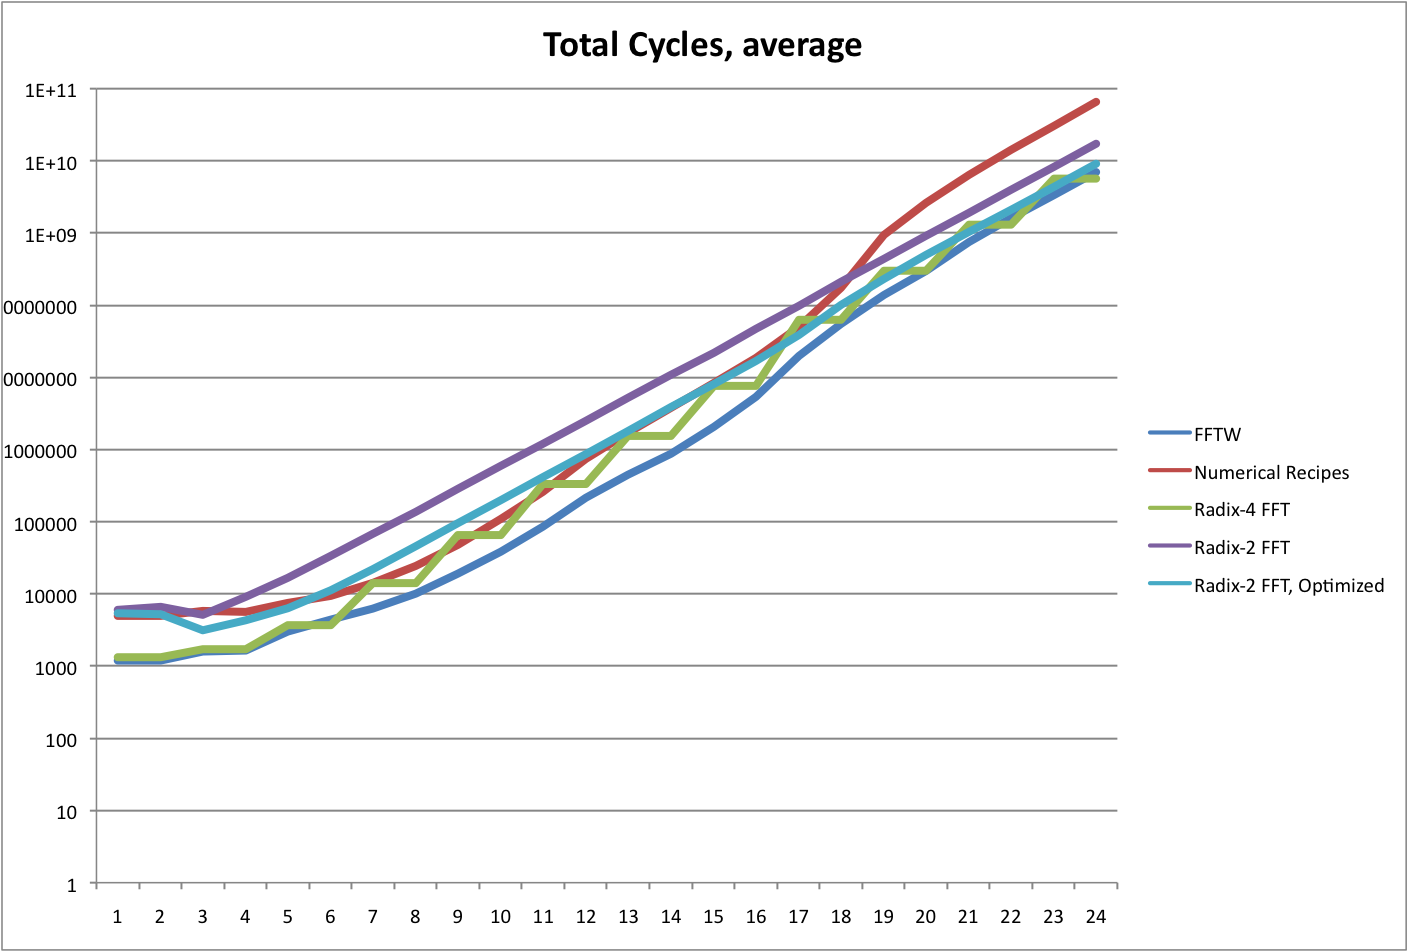 Total Cycles, average
1E+11
1E+10
1E+09
0000000
0000000
1000000
100000
10000
1000
100
10
1
1 2 3 4 5 6 7 8 9 10 11 12 13 14 15 16 17 18 19 20 21 22 23 24
FFTW
Numerical Recipes
Radix-4 FFT
Radix-2 FFT
Radix-2 FFT, Optimized